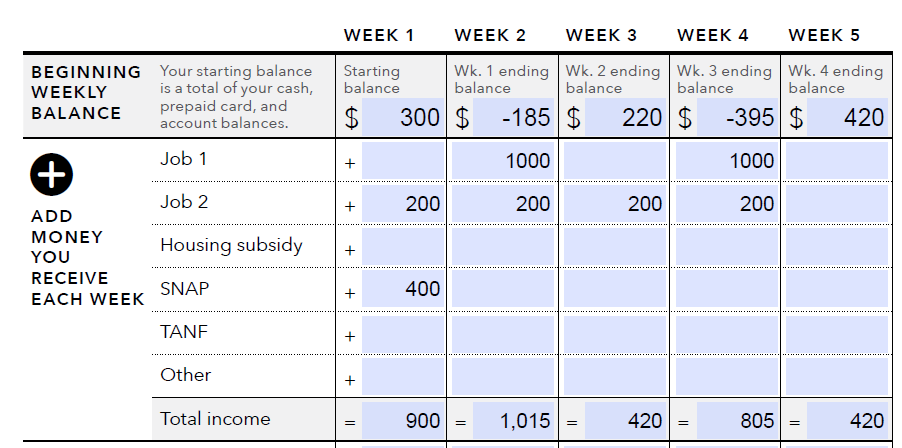 WEEK 1 WEEK 2 WEEK 3 WEEK 4 WEEK 5
BEGINNING WEEKLY BALANCE
Your starting balance
is a total of your cash,
prepaid card, and
account balances.
Starting balance
Wk. 1 ending balance
Wk. 2 ending balance
Wk. 3 ending balance
Wk. 4 ending balance
$ 300 $ -185 $ 220 $ -395 $ 420
+
ADD
MONEY
YOU
RECEIVE
EACH WEEK
Job 1 + 1000 1000
Job 2 + 200 200 200 200
Housing subsidy +
SNAP + 400
TANF +
Other +
Total income = 900 = 1,015 = 420 = 805 = 420